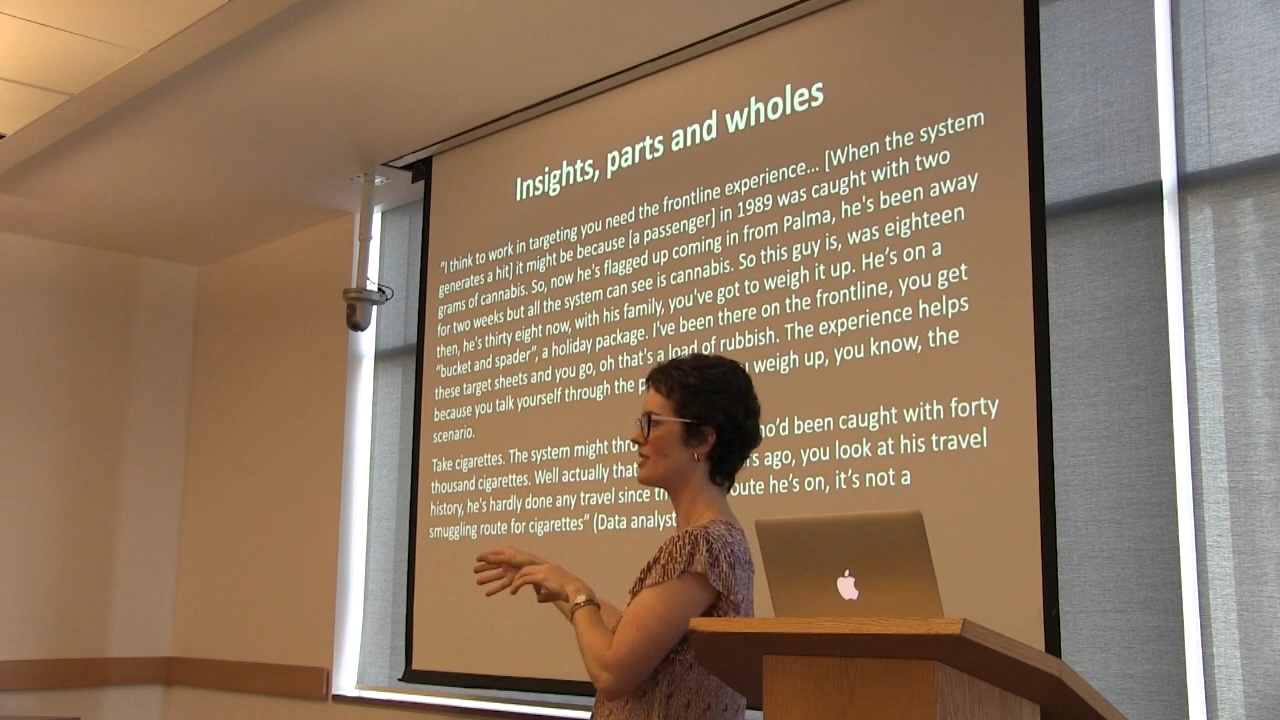 Insights, parts and wholes
"I think to work in targeting you need the frontline experience... [When the system
generates a hit] it might be because [a passenger] in 1989 was caught with two
grams of cannabis. So, now he's flagged up coming in from Palma, he's been away
for two weeks but all the system can see is cannabis. So this guy is, was eighteen
then, he's thirty eight now, with his family, you've got to weigh it up. He's on a
"bucket and spader", a holiday package. I've been there on the frontline, you get
these target sheets and you go, oh that's a load of rubbish. The experience helps
because you talk yourself through the weigh up, you know, the
scenario.
Take cigarettes. The system might been caught with forty
thousand cigarettes. Well actually ago, you look at his travel
history, he's hardly done any travel since he's on, it's not a
smuggling route for cigarettes" (Data analyst